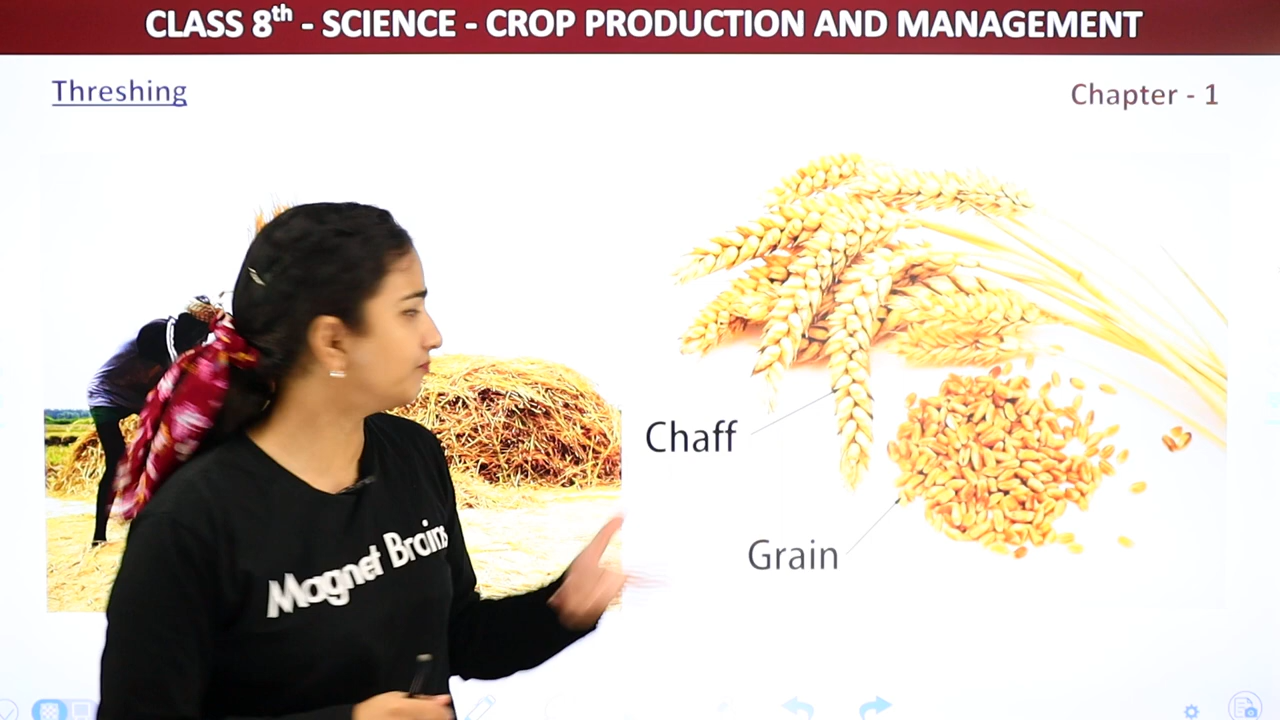 CLASS 8th - SCIENCE - CROP PRODUCTION AND MANAGEMENT
Threshing
Chapter - 1
Chaff
Grain
Magnet Brains